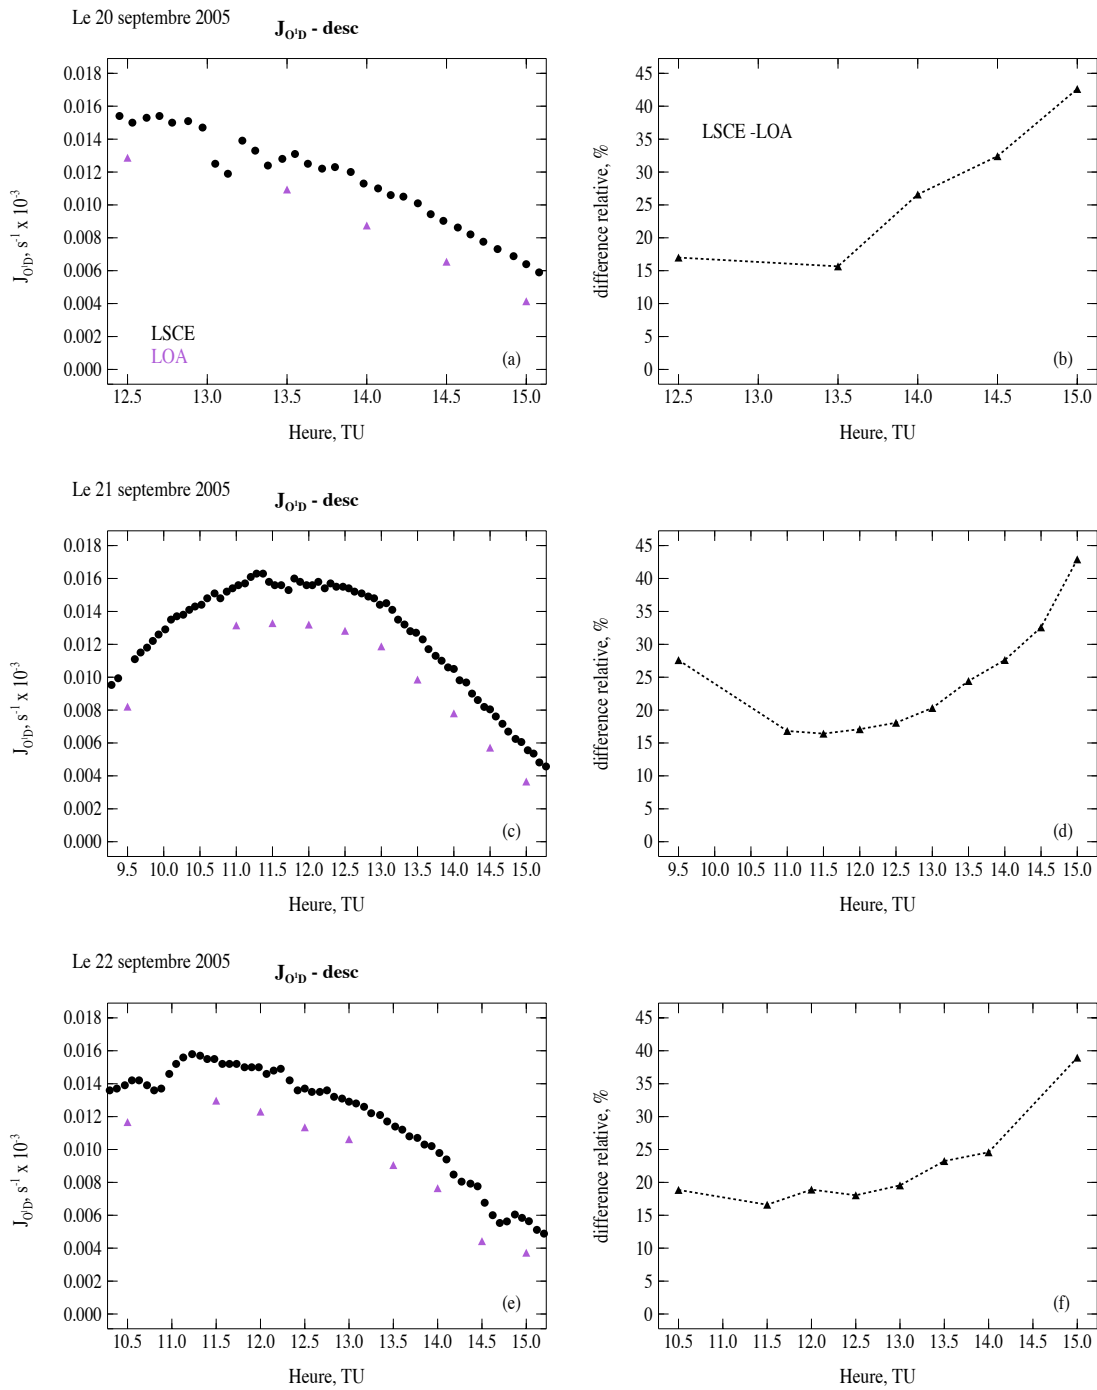 Le 20 septembre 2005
J_O¹D - desc
0.018
0.016
0.014
0.012
0.010
0.008
0.006
0.004
0.002
0.000
J_O¹D, s⁻¹ x 10⁻³
LSCE
LOA
(a)
12.5 13.0 13.5 14.0 14.5 15.0
Heure, TU
45
40
35
30
25
20
15
10
5
0
difference relative, %
LSCE -LOA
(b)
12.5 13.0 13.5 14.0 14.5 15.0
Heure, TU
Le 21 septembre 2005
J_O¹D - desc
0.018
0.016
0.014
0.012
0.010
0.008
0.006
0.004
0.002
0.000
J_O¹D, s⁻¹ x 10⁻³
(c)
9.5 10.0 10.5 11.0 11.5 12.0 12.5 13.0 13.5 14.0 14.5 15.0
Heure, TU
45
40
35
30
25
20
15
10
5
0
difference relative, %
(d)
9.5 10.0 10.5 11.0 11.5 12.0 12.5 13.0 13.5 14.0 14.5 15.0
Heure, TU
Le 22 septembre 2005
J_O¹D - desc
0.018
0.016
0.014
0.012
0.010
0.008
0.006
0.004
0.002
0.000
J_O¹D, s⁻¹ x 10⁻³
(e)
10.5 11.0 11.5 12.0 12.5 13.0 13.5 14.0 14.5 15.0
Heure, TU
45
40
35
30
25
20
15
10
5
0
difference relative, %
(f)
10.5 11.0 11.5 12.0 12.5 13.0 13.5 14.0 14.5 15.0
Heure, TU